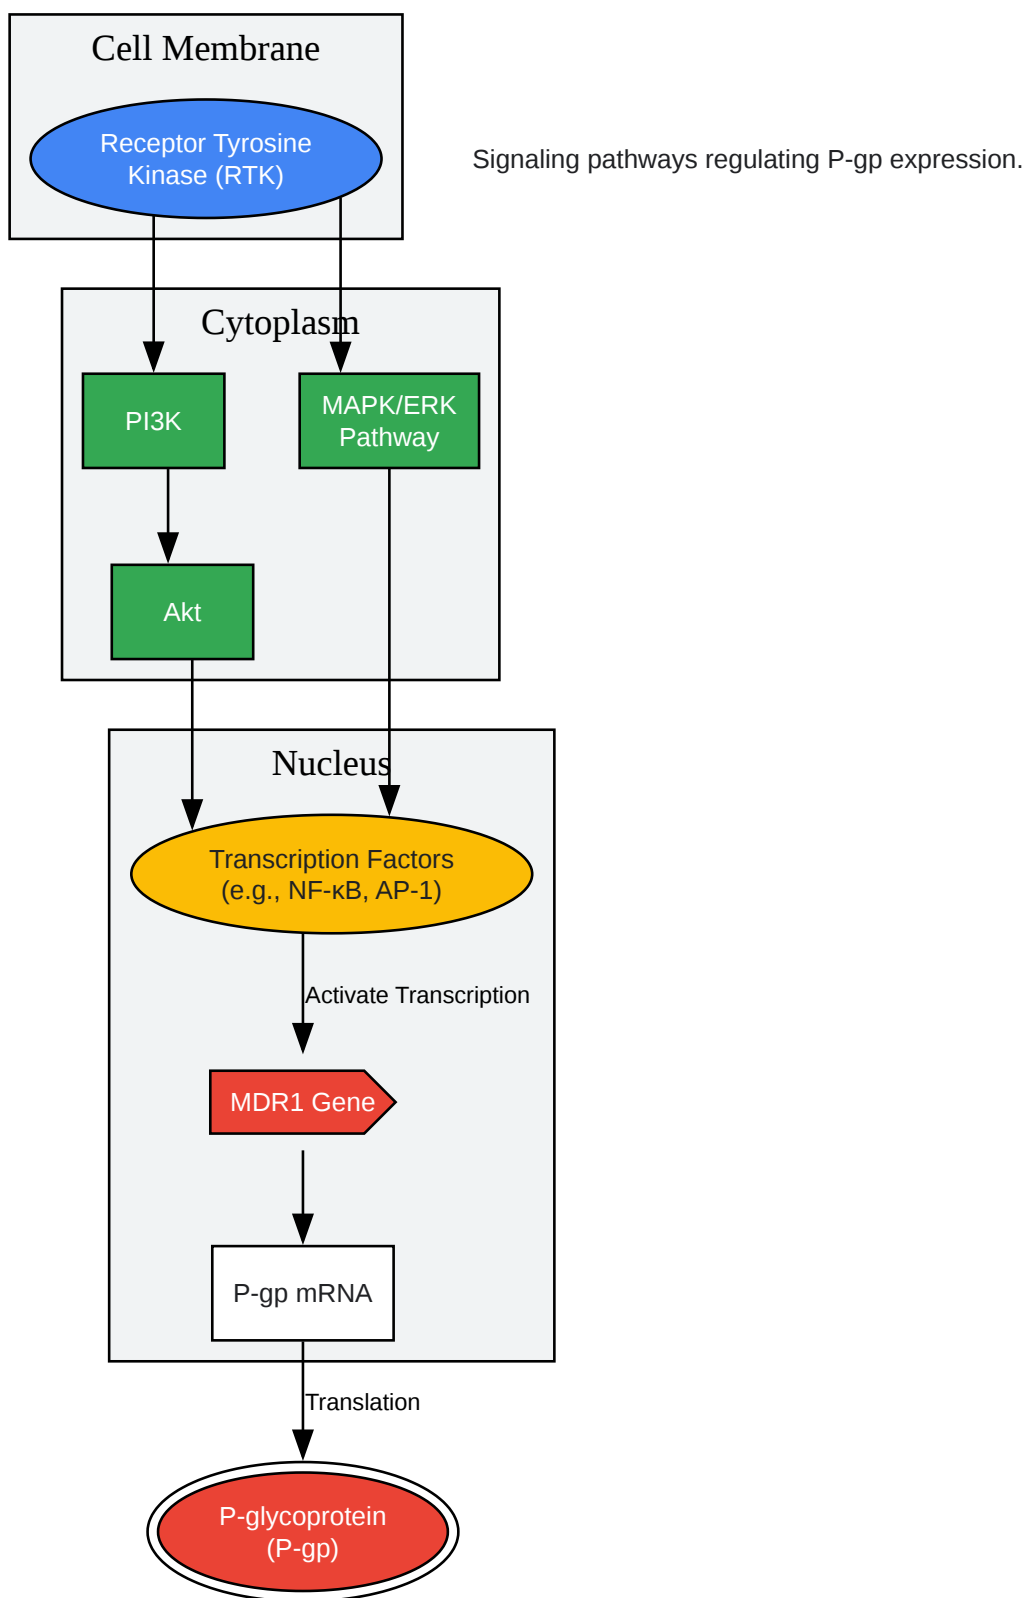 Cell Membrane
Receptor Tyrosine
Kinase (RTK)
Signaling pathways regulating P-gp expression.
Cytoplasm
PI3K
MAPK/ERK
Pathway
Akt
Nucleus
Transcription Factors
(e.g., NF-κB, AP-1)
Activate Transcription
MDR1 Gene
P-gp mRNA
Translation
P-glycoprotein
(P-gp)